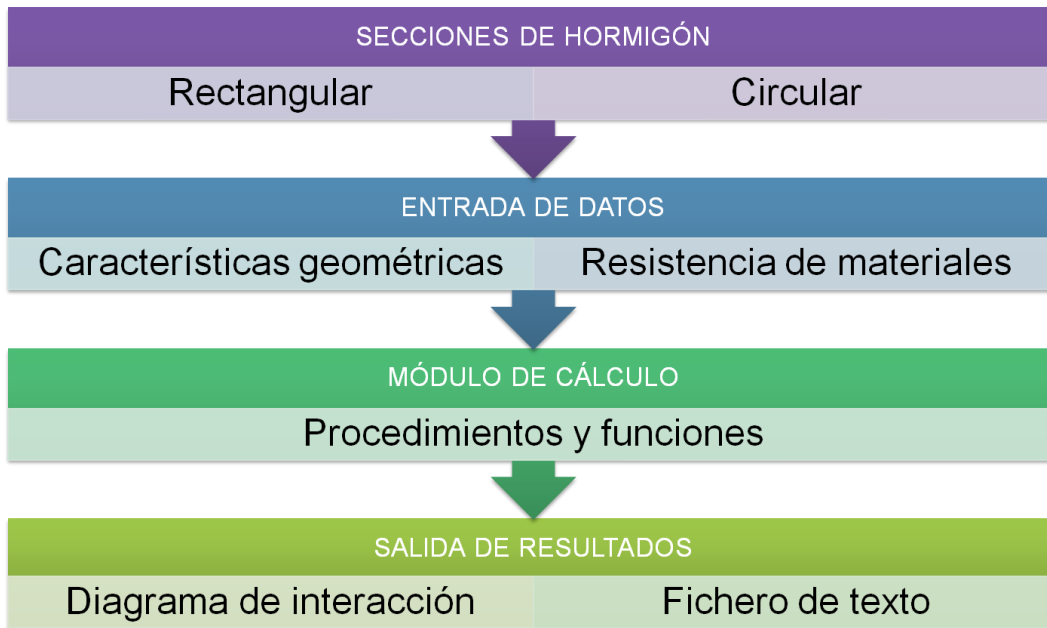 SECCIONES DE HORMIGÓN
Rectangular
Circular
ENTRADA DE DATOS
Características geométricas
Resistencia de materiales
MÓDULO DE CÁLCULO
Procedimientos y funciones
SALIDA DE RESULTADOS
Diagrama de interacción
Fichero de texto